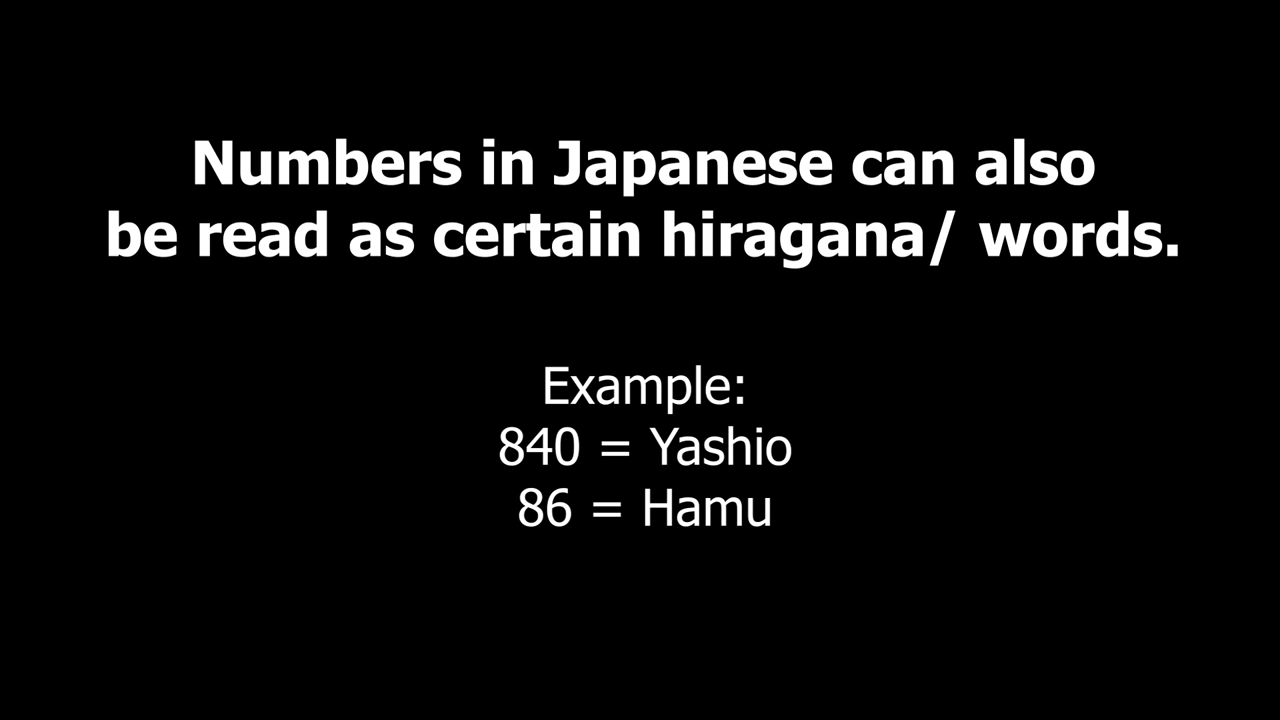 Numbers in Japanese can also
be read as certain hiragana/ words.
Example:
840 = Yashio
86 = Hamu